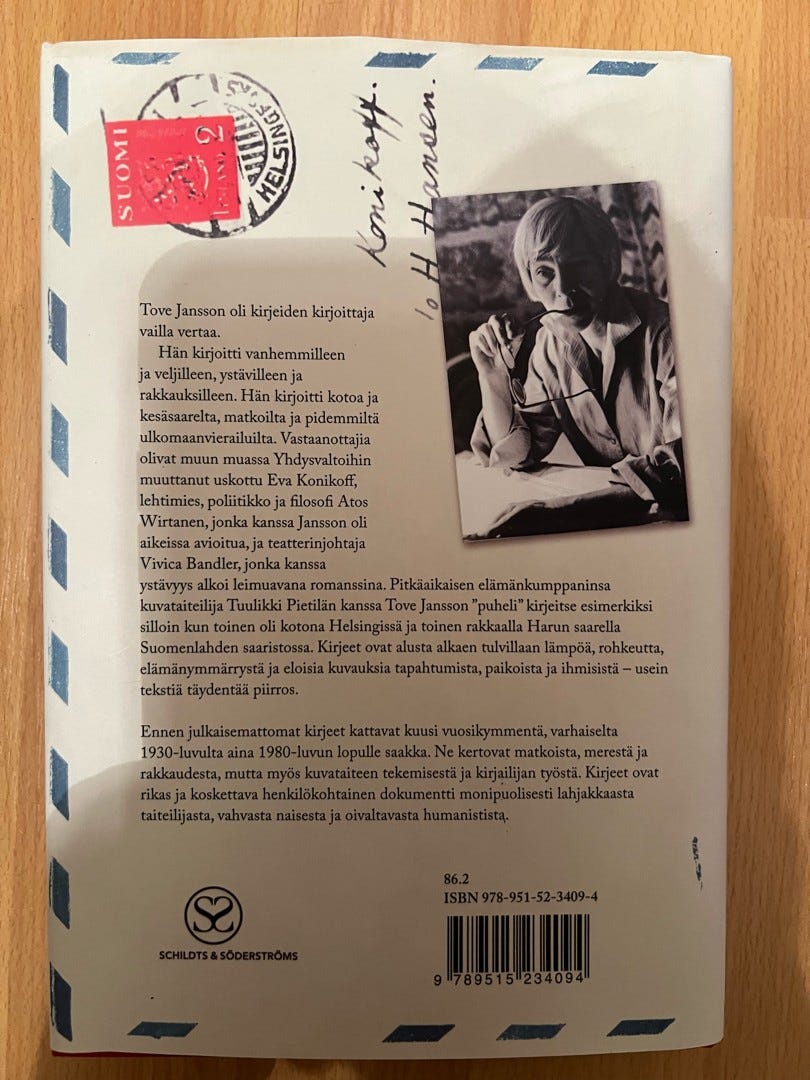 SUOMI
2
HELSINGF
Konikoff.
H Hansen.
Tove Jansson oli kirjeiden kirjoittaja
vailla vertaa.
Hän kirjoitti vanhemmilleen
ja veljilleen, ystävilleen ja
rakkauksilleen. Hän kirjoitti kotoa ja
kesäsaarelta, matkoilta ja pidemmiltä
ulkomaanvierailuilta. Vastaanottajia
olivat muun muassa Yhdysvaltoihin
muuttanut uskottu Eva Konikoff,
lehtimies, poliitikko ja filosofi Atos
Wirtanen, jonka kanssa Jansson oli
aikeissa avioitua, ja teatterinjohtaja
Vivica Bandler, jonka kanssa
ystävyys alkoi leimuavana romanssina. Pitkäaikaisen elämänkumppaninsa
kuvataiteilija Tuulikki Pietilän kanssa Tove Jansson ”puheli” kirjeitse esimerkiksi
silloin kun toinen oli kotona Helsingissä ja toinen rakkaalla Harun saarella
Suomenlahden saaristossa. Kirjeet ovat alusta alkaen tulvillaan lämpöä, rohkeutta,
elämänymmärrystä ja eloisia kuvauksia tapahtumista, paikoista ja ihmisistä – usein
tekstiä täydentää piirros.
Ennen julkaisemattomat kirjeet kattavat kuusi vuosikymmentä, varhaiselta
1930-luvulta aina 1980-luvun lopulle saakka. Ne kertovat matkoista, merestä ja
rakkaudesta, mutta myös kuvataiteen tekemisestä ja kirjailijan työstä. Kirjeet ovat
rikas ja koskettava henkilökohtainen dokumentti monipuolisesti lahjakkaasta
taiteilijasta, vahvasta naisesta ja oivaltavasta humanistista.
86.2
ISBN 978-951-52-3409-4
9 789515 234094
SCHILDTS & SÖDERSTRÖMS